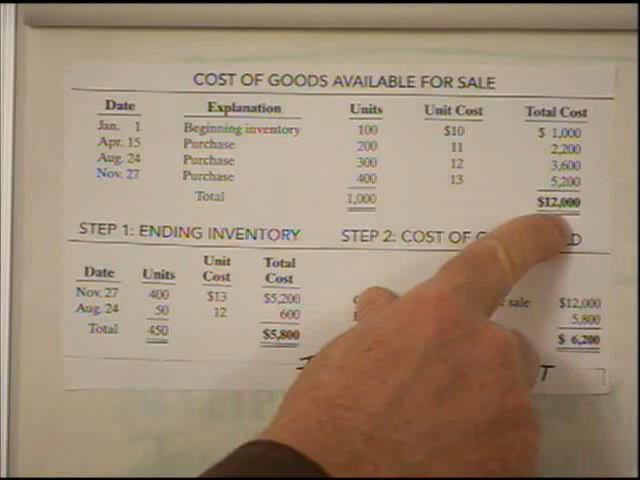 COST OF GOODS AVAILABLE FOR SALE
Date Explanation Units Unit Cost Total Cost
Jan. 1 Beginning inventory 100 $10 $ 1,000
Apr. 15 Purchase 200 11 2,200
Aug. 24 Purchase 300 12 3,600
Nov. 27 Purchase 400 13 5,200
Total 1,000 $12,000
STEP 1: ENDING INVENTORY
Date Units Unit Cost Total Cost
Nov. 27 400 $13 $5,200
Aug. 24 50 12 600
Total 450 $5,800
STEP 2: COST OF
sale $12,000
5,800
$ 6,200